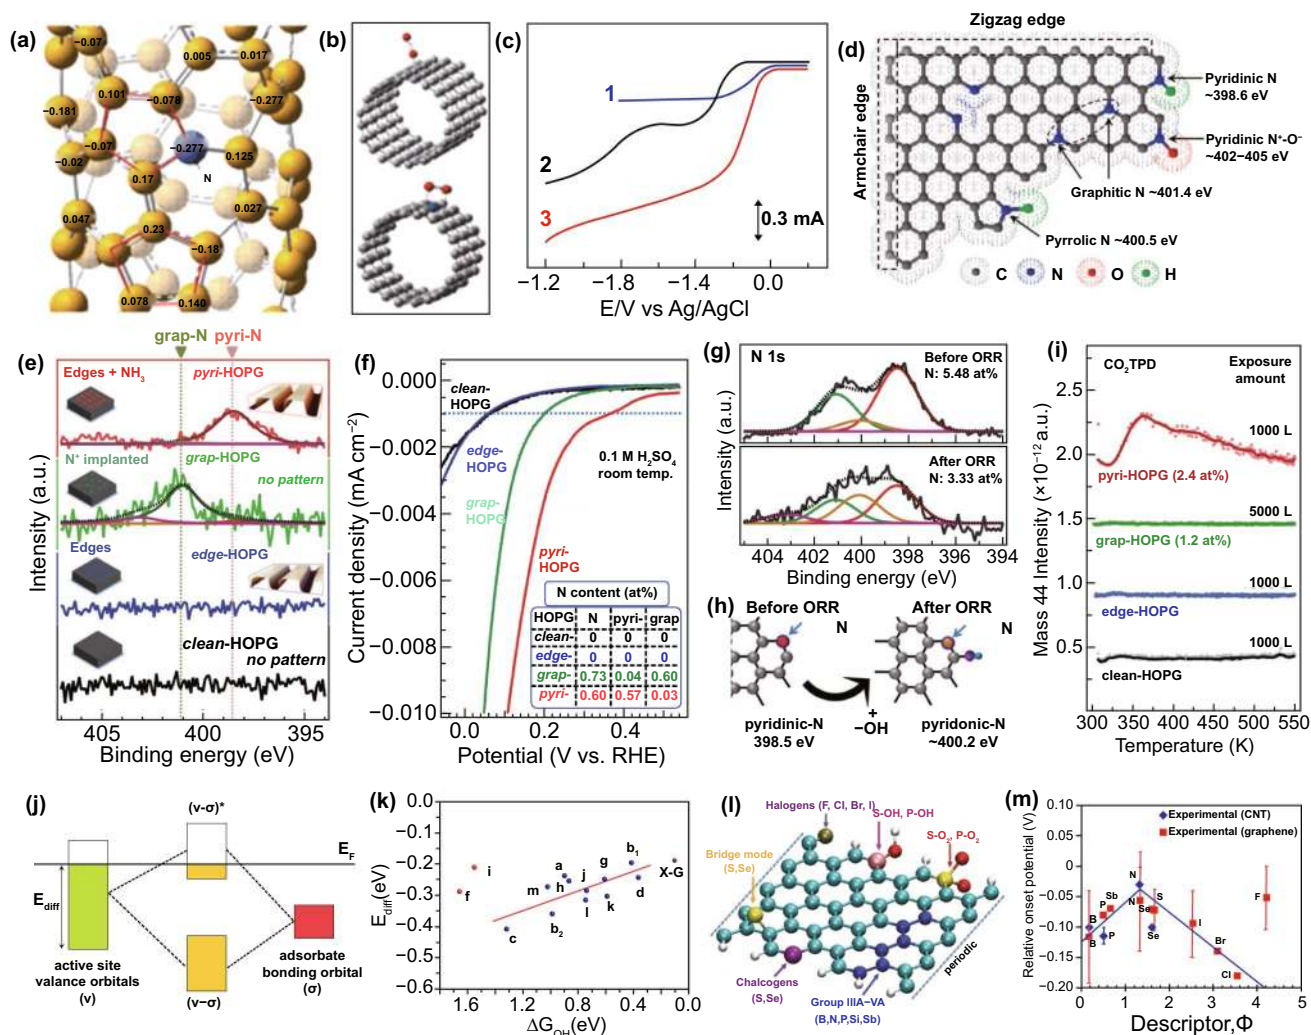 (a)
−0.07
0.005
0.017
0.101
−0.078
−0.277
−0.181
−0.07
−0.277
0.125
−0.02
0.17
N
0.027
0.047
0.23
−0.18
0.078
0.140
(b)
(c)
1
2
3
0.3 mA
−1.2
−0.8
−0.4
0.0
E/V vs Ag/AgCl
(d)
Zigzag edge
Armchair edge
Pyridinic N
~398.6 eV
Pyridinic N⁺-O⁻
~402−405 eV
Graphitic N ~401.4 eV
Pyrrolic N ~400.5 eV
C
N
O
H
(e)
grap-N
pyri-N
Edges + NH₃
pyri-HOPG
N⁺ implanted
grap-HOPG
no pattern
Edges
edge-HOPG
clean-HOPG
no pattern
Intensity (a.u.)
405
400
395
Binding energy (eV)
(f)
0.000
−0.002
−0.004
−0.006
−0.008
−0.010
Current density (mA cm⁻²)
clean-
HOPG
edge-
HOPG
grap-
HOPG
pyri-
HOPG
0.1 M H₂SO₄
room temp.
N content (at%)
HOPG N pyri- grap
clean- 0 0 0
edge- 0 0 0
grap- 0.73 0.04 0.60
pyri- 0.60 0.57 0.03
0.0
0.2
0.4
Potential (V vs. RHE)
(g)
N 1s
Before ORR
N: 5.48 at%
After ORR
N: 3.33 at%
Intensity (a.u.)
405
402
400
398
396
394
Binding energy (eV)
(h)
Before ORR
After ORR
N
N
+
−OH
pyridinic-N
398.5 eV
pyridonic-N
~400.2 eV
(i)
CO₂TPD
Exposure
amount
1000 L
pyri-HOPG (2.4 at%)
5000 L
grap-HOPG (1.2 at%)
1000 L
edge-HOPG
1000 L
clean-HOPG
2.0
1.5
1.0
0.5
Mass 44 Intensity (×10⁻¹² a.u.)
300
350
400
450
500
550
Temperature (K)
(j)
(v-σ)*
E_F
E_diff
active site
valance orbitals
(v)
(v−σ)
adsorbate
bonding orbital
(σ)
(k)
0.0
−0.1
−0.2
−0.3
−0.4
−0.5
−0.6
E_diff(eV)
i
f
c
m
a
h
b₂
j
l
g
k
b₁
d
X-G
2.0
1.6
1.2
0.8
0.4
0.0
ΔG_OH(eV)
(l)
Halogens (F, Cl, Br, I)
S-OH, P-OH
S-O₂, P-O₂
Bridge mode
(S,Se)
Chalcogens
(S,Se)
Group IIIA−VA
(B,N,P,Si,Sb)
periodic
(m)
Experimental (CNT)
Experimental (graphene)
0.10
0.05
0
−0.05
−0.10
−0.15
−0.20
Relative onset potential (V)
B
B
P
Sb
P
N
N
Se
S
Se
I
Br
Cl
F
0
1
2
3
4
5
Descriptor,Φ